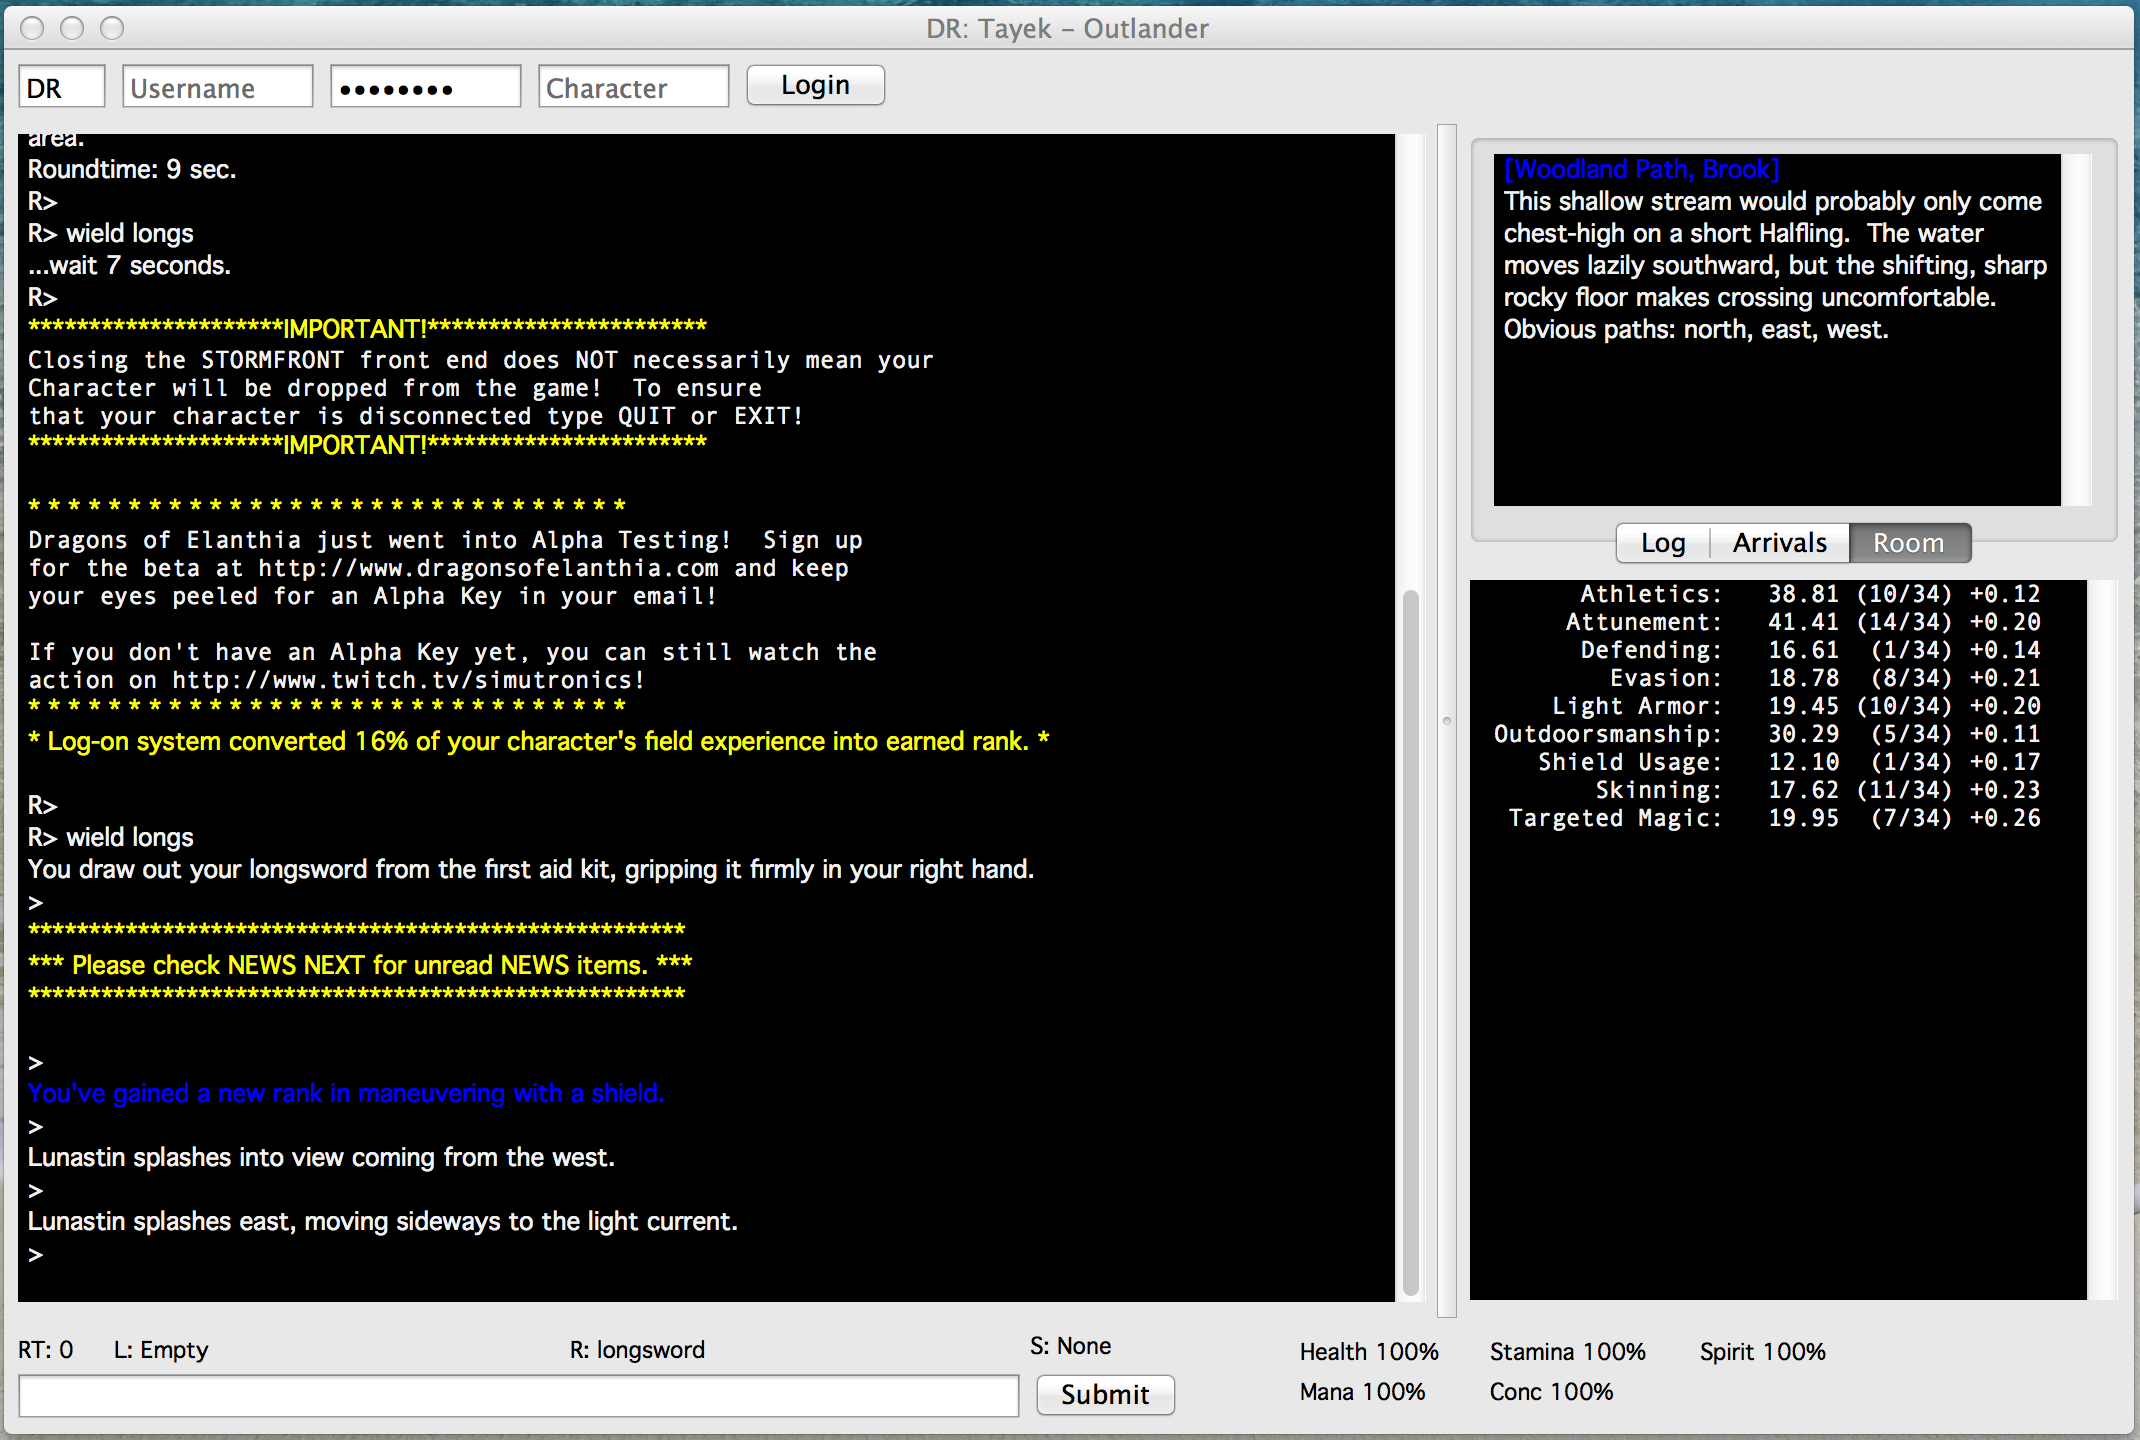 DR: Tayek – Outlander
DR
Username
••••••••
Character
Login
area.
Roundtime: 9 sec.
R>
R> wield longs
...wait 7 seconds.
R>
*********************IMPORTANT!***********************
Closing the STORMFRONT front end does NOT necessarily mean your
Character will be dropped from the game!  To ensure
that your character is disconnected type QUIT or EXIT!
*********************IMPORTANT!***********************
* * * * * * * * * * * * * * * * * * * * * * * * * * * * * *
Dragons of Elanthia just went into Alpha Testing!  Sign up
for the beta at http://www.dragonsofelanthia.com and keep
your eyes peeled for an Alpha Key in your email!
If you don't have an Alpha Key yet, you can still watch the
action on http://www.twitch.tv/simutronics!
* * * * * * * * * * * * * * * * * * * * * * * * * * * * * *
* Log-on system converted 16% of your character's field experience into earned rank. *
R>
R> wield longs
You draw out your longsword from the first aid kit, gripping it firmly in your right hand.
>
******************************************************
*** Please check NEWS NEXT for unread NEWS items. ***
******************************************************
>
You've gained a new rank in maneuvering with a shield.
>
Lunastin splashes into view coming from the west.
>
Lunastin splashes east, moving sideways to the light current.
>
[Woodland Path, Brook]
This shallow stream would probably only come
chest-high on a short Halfling.  The water
moves lazily southward, but the shifting, sharp
rocky floor makes crossing uncomfortable.
Obvious paths: north, east, west.
Log
Arrivals
Room
Athletics: 38.81 (10/34) +0.12
Attunement: 41.41 (14/34) +0.20
Defending: 16.61 (1/34) +0.14
Evasion: 18.78 (8/34) +0.21
Light Armor: 19.45 (10/34) +0.20
Outdoorsmanship: 30.29 (5/34) +0.11
Shield Usage: 12.10 (1/34) +0.17
Skinning: 17.62 (11/34) +0.23
Targeted Magic: 19.95 (7/34) +0.26
RT: 0
L: Empty
R: longsword
S: None
Health 100%
Stamina 100%
Spirit 100%
Submit
Mana 100%
Conc 100%